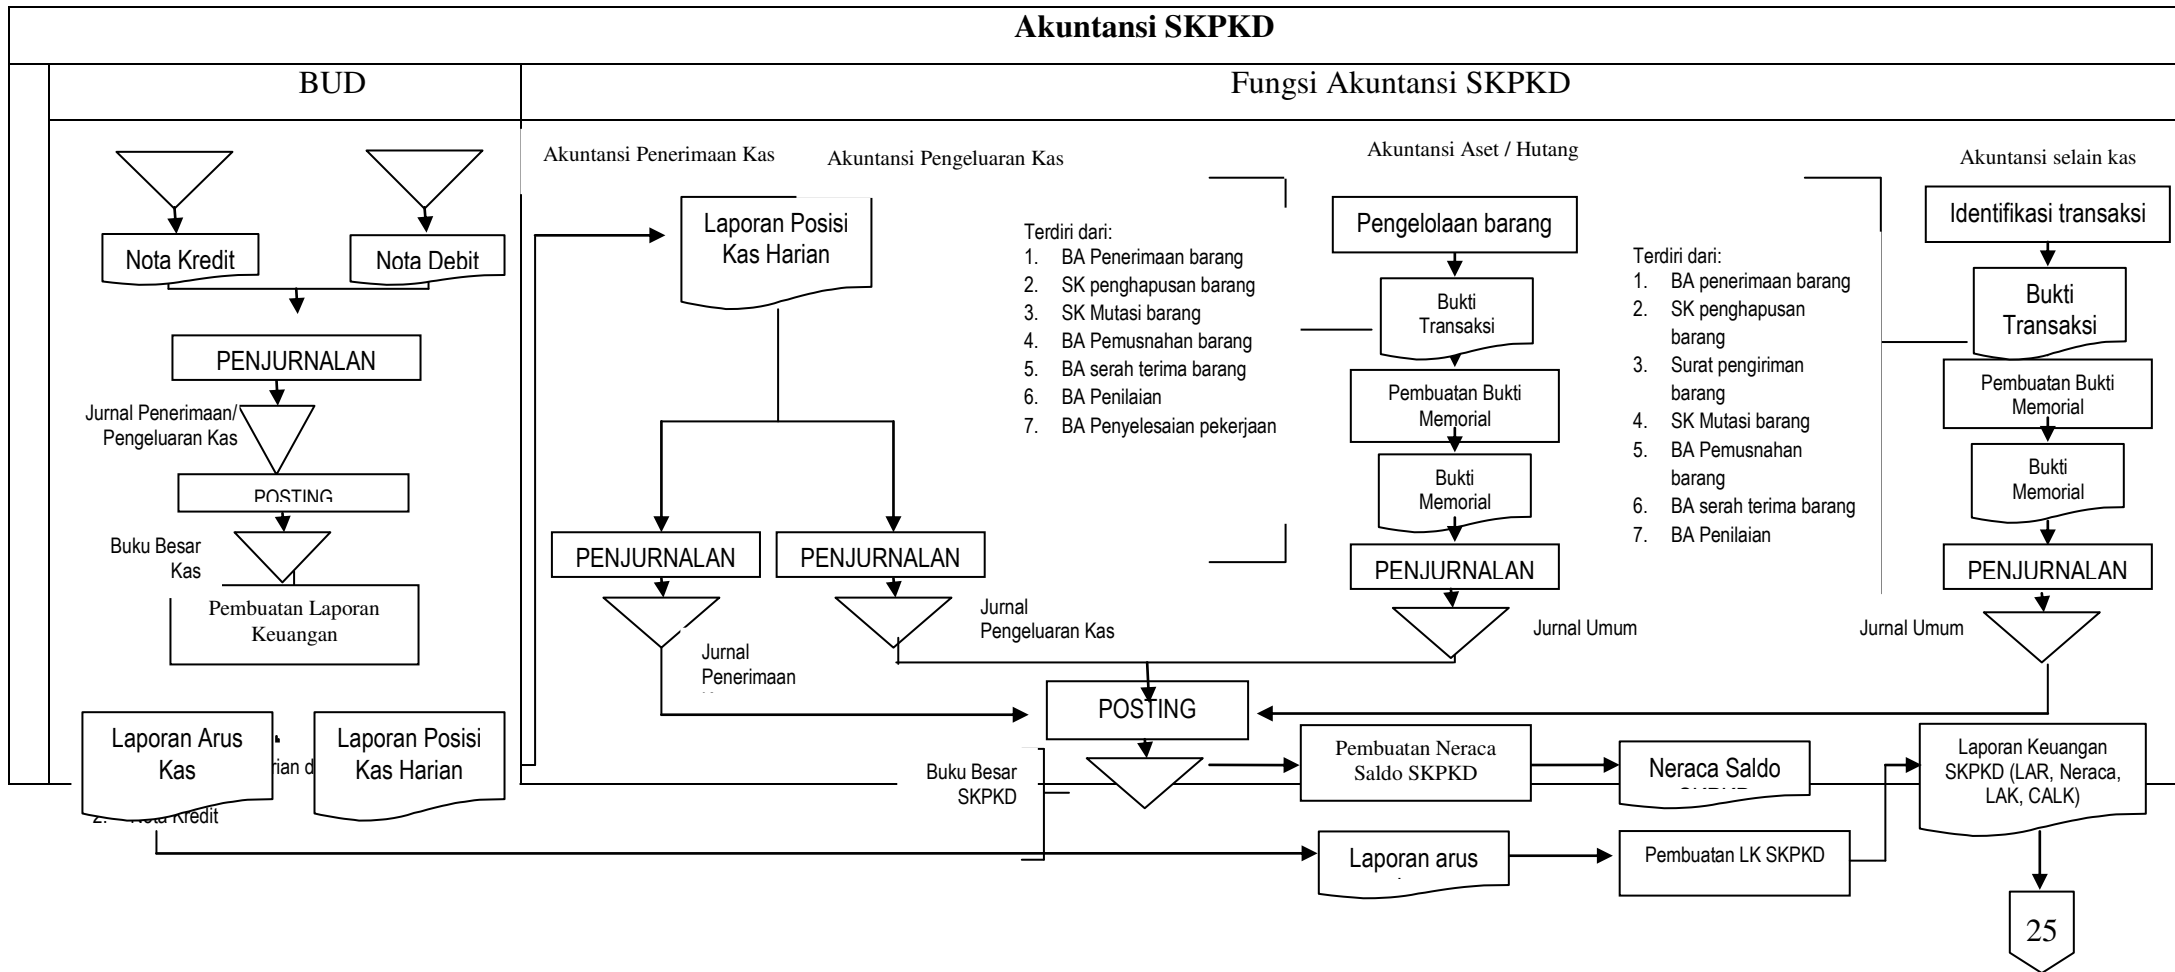 Akuntansi SKPKD
BUD
Fungsi Akuntansi SKPKD
Nota Kredit
Nota Debit
PENJURNALAN
Jurnal Penerimaan/
Pengeluaran Kas
POSTING
Buku Besar
Kas
Pembuatan Laporan
Keuangan
Laporan Arus
Kas
Laporan Posisi
Kas Harian
rian d
2. Nota Kredit
Akuntansi Penerimaan Kas
Akuntansi Pengeluaran Kas
Laporan Posisi
Kas Harian
PENJURNALAN
PENJURNALAN
Jurnal
Penerimaan
Jurnal
Pengeluaran Kas
Terdiri dari:
1. BA Penerimaan barang
2. SK penghapusan barang
3. SK Mutasi barang
4. BA Pemusnahan barang
5. BA serah terima barang
6. BA Penilaian
7. BA Penyelesaian pekerjaan
Akuntansi Aset / Hutang
Pengelolaan barang
Bukti
Transaksi
Pembuatan Bukti
Memorial
Bukti
Memorial
PENJURNALAN
Jurnal Umum
Terdiri dari:
1. BA penerimaan barang
2. SK penghapusan
barang
3. Surat pengiriman
barang
4. SK Mutasi barang
5. BA Pemusnahan
barang
6. BA serah terima barang
7. BA Penilaian
Akuntansi selain kas
Identifikasi transaksi
Bukti
Transaksi
Pembuatan Bukti
Memorial
Bukti
Memorial
PENJURNALAN
Jurnal Umum
POSTING
Buku Besar
SKPKD
Pembuatan Neraca
Saldo SKPKD
Neraca Saldo
Laporan Keuangan
SKPKD (LAR, Neraca,
LAK, CALK)
Laporan arus
Pembuatan LK SKPKD
25